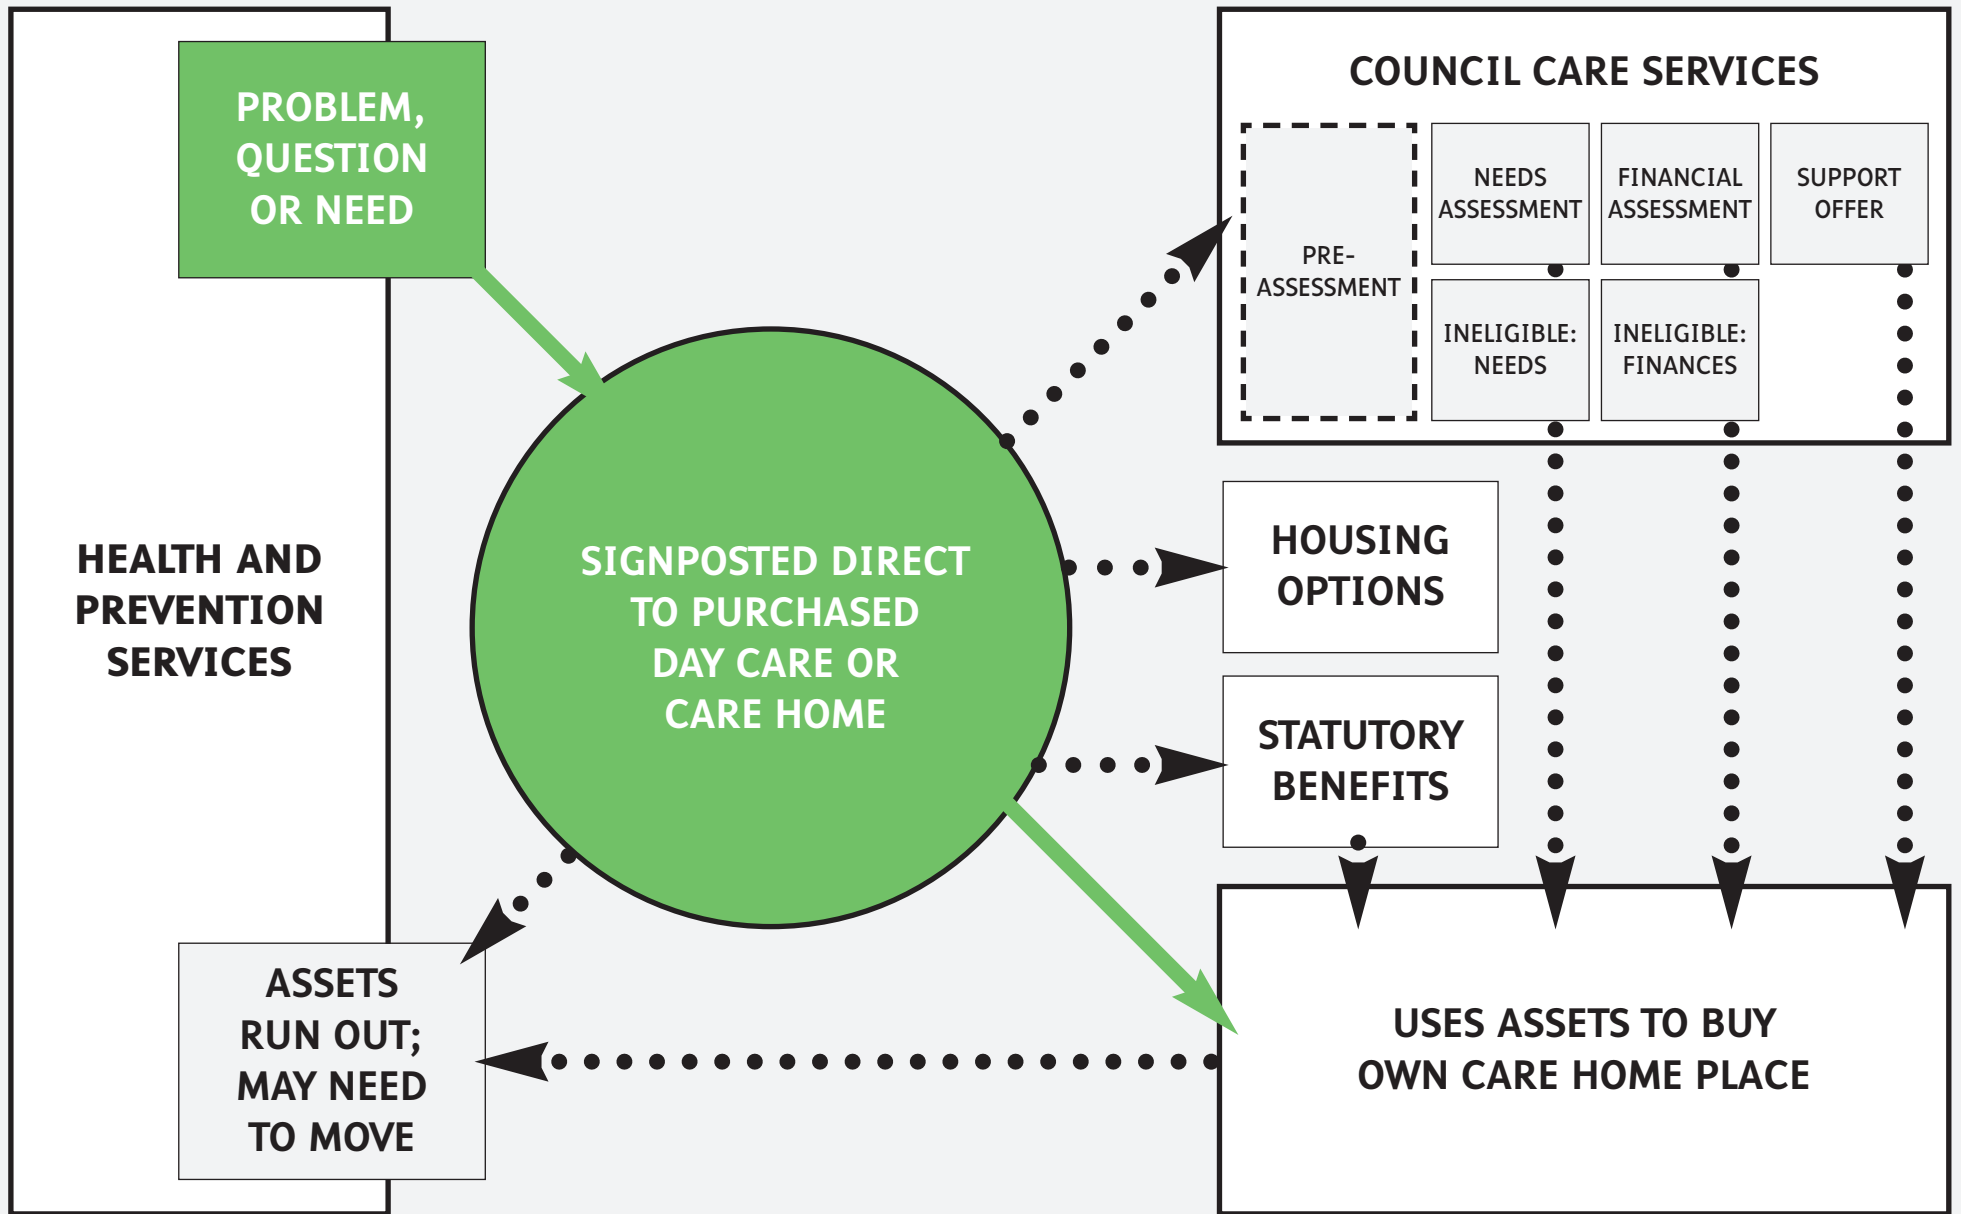 PROBLEM,
QUESTION
OR NEED
HEALTH AND
PREVENTION
SERVICES
SIGNPOSTED DIRECT
TO PURCHASED
DAY CARE OR
CARE HOME
ASSETS
RUN OUT;
MAY NEED
TO MOVE
COUNCIL CARE SERVICES
PRE-
ASSESSMENT
NEEDS
ASSESSMENT
FINANCIAL
ASSESSMENT
SUPPORT
OFFER
INELIGIBLE:
NEEDS
INELIGIBLE:
FINANCES
HOUSING
OPTIONS
STATUTORY
BENEFITS
USES ASSETS TO BUY
OWN CARE HOME PLACE